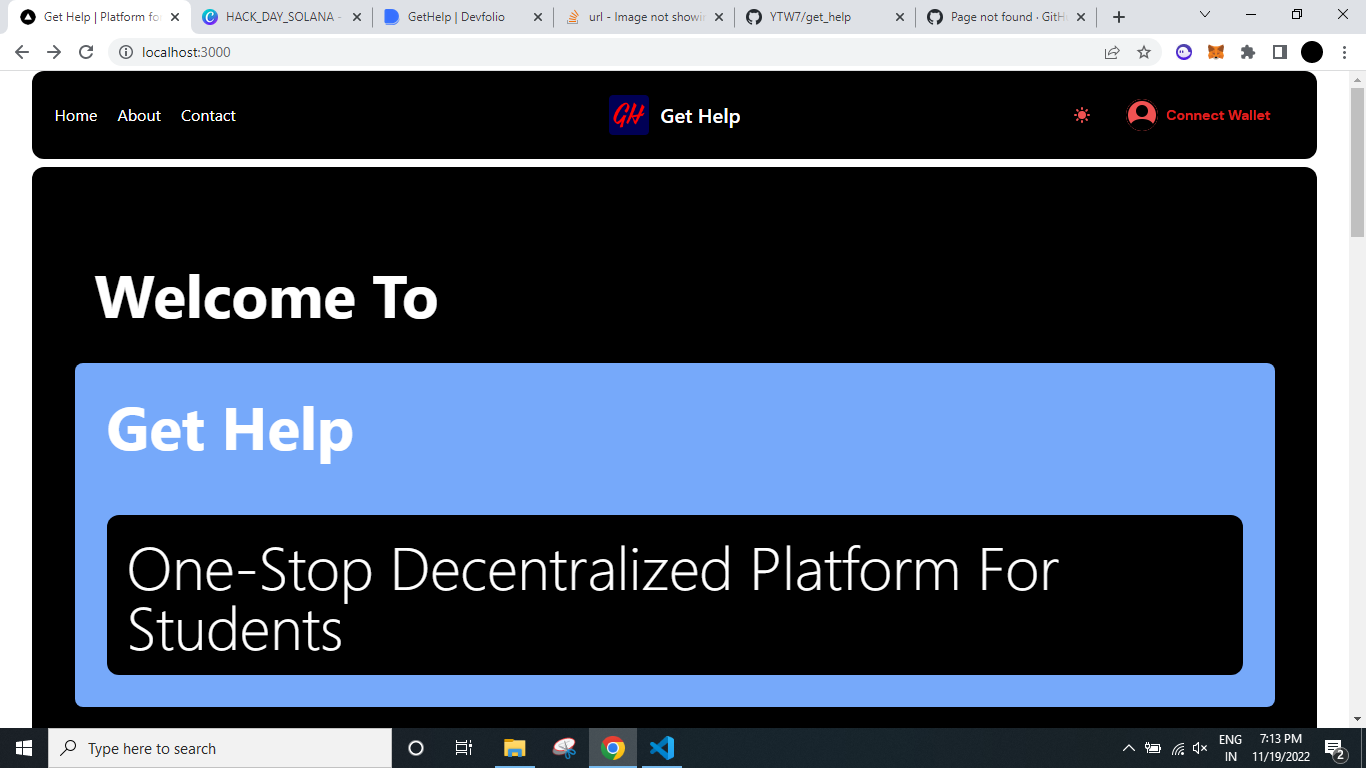 Get Help | Platform for
HACK_DAY_SOLANA -
GetHelp | Devfolio
url - Image not showin
YTW7/get_help
Page not found · GitH
localhost:3000
Home
About
Contact
GH
Get Help
Connect Wallet
Welcome To
Get Help
One-Stop Decentralized Platform For
Students
Type here to search
ENG
IN
7:13 PM
11/19/2022
2